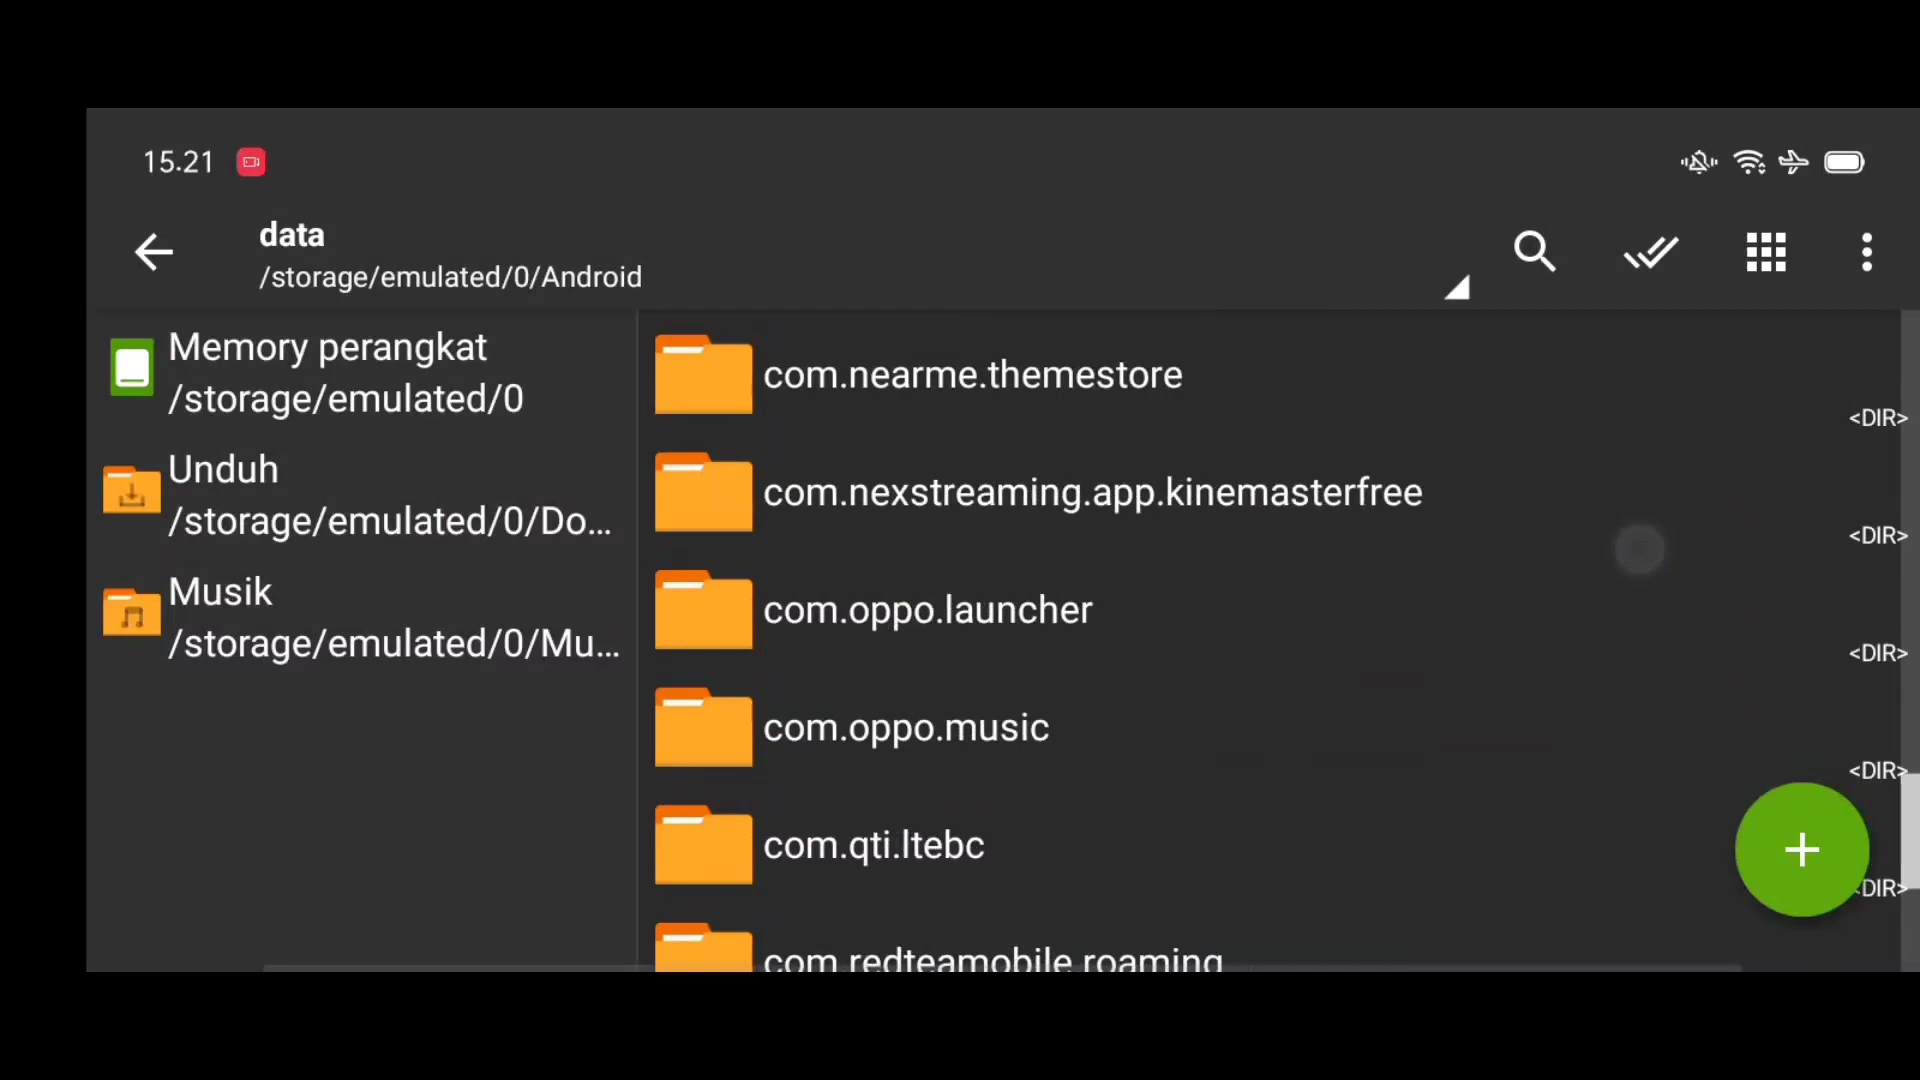 15.21
data
/storage/emulated/0/Android
Memory perangkat
/storage/emulated/0
Unduh
/storage/emulated/0/Do...
Musik
/storage/emulated/0/Mu...
com.nearme.themestore
<DIR>
com.nexstreaming.app.kinemasterfree
<DIR>
com.oppo.launcher
<DIR>
com.oppo.music
<DIR>
com.qti.ltebc
<DIR>
com.redteamobile.roaming